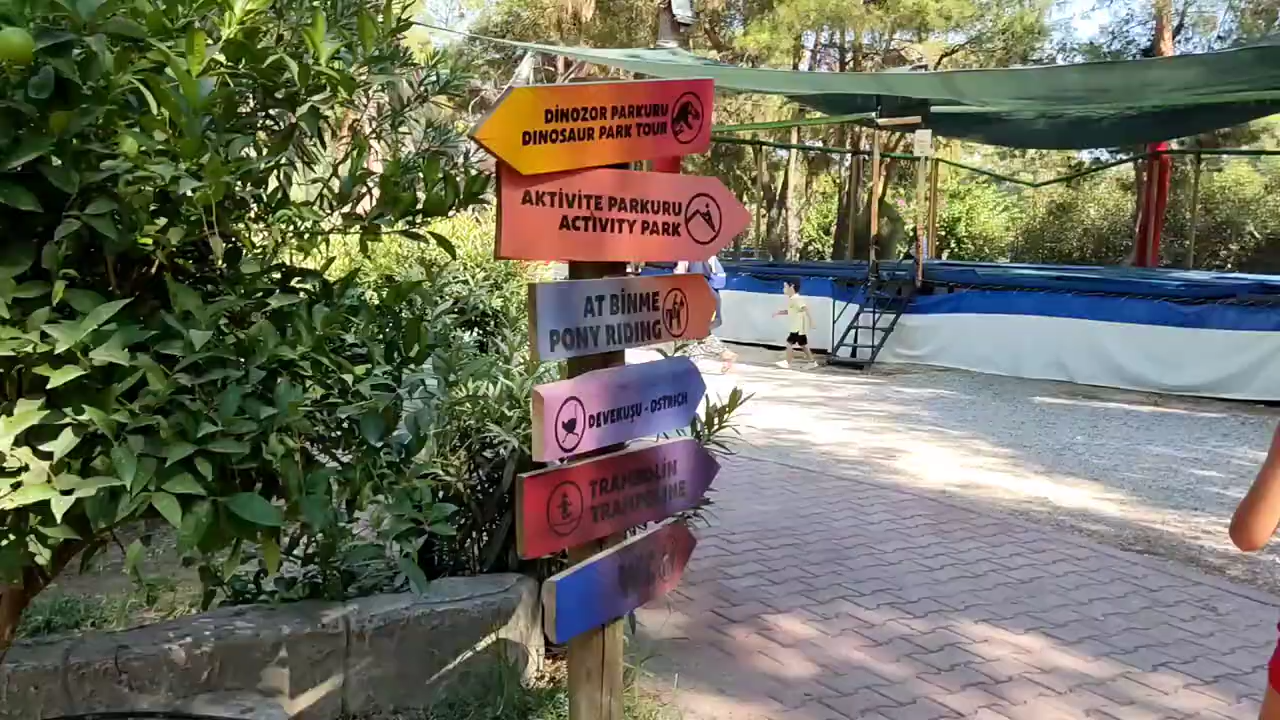 DİNOZOR PARKURU
DINOSAUR PARK TOUR
AKTİVİTE PARKURU
ACTIVITY PARK
AT BİNME
PONY RIDING
DEVEKUŞU - OSTRICH
TRAMBOLİN
TRAMPOLINE